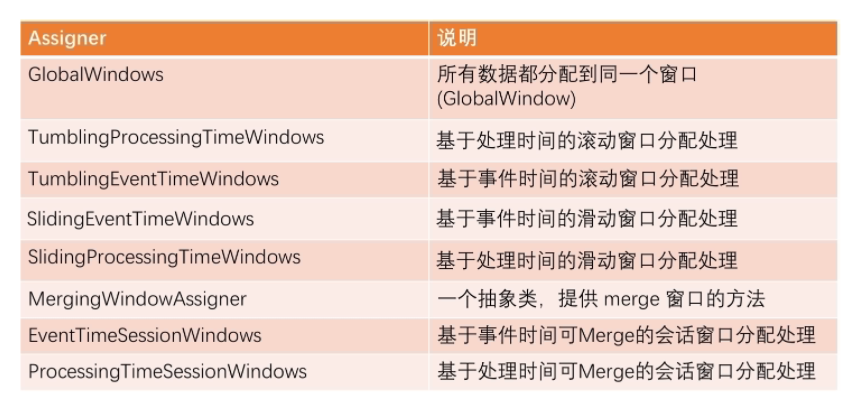 Assigner 说明
GlobalWindows 所有数据都分配到同一个窗口
(GlobalWindow)
TumblingProcessingTimeWindows 基于处理时间的滚动窗口分配处理
TumblingEventTimeWindows 基于事件时间的滚动窗口分配处理
SlidingEventTimeWindows 基于事件时间的滑动窗口分配处理
SlidingProcessingTimeWindows 基于处理时间的滑动窗口分配处理
MergingWindowAssigner 一个抽象类，提供 merge 窗口的方法
EventTimeSessionWindows 基于事件时间可Merge的会话窗口分配处理
ProcessingTimeSessionWindows 基于处理时间可Merge的会话窗口分配处理